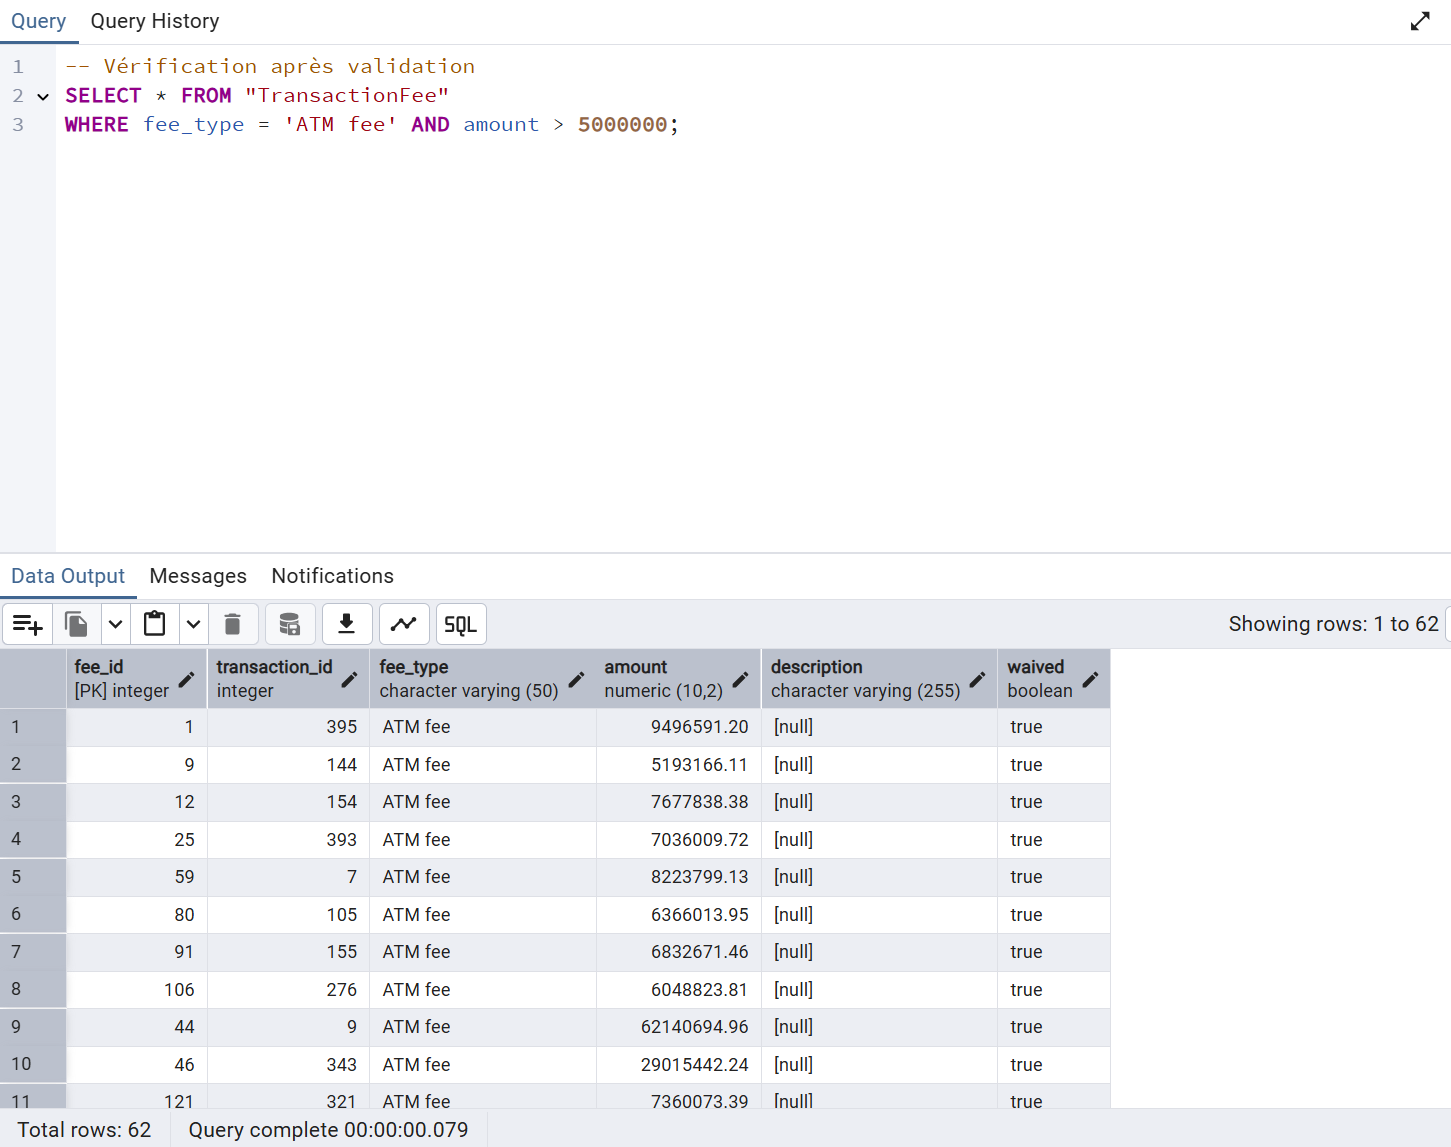 Query Query History
1 -- Vérification après validation
2 SELECT * FROM "TransactionFee"
3 WHERE fee_type = 'ATM fee' AND amount > 5000000;
Data Output Messages Notifications
SQL Showing rows: 1 to 62
fee_id transaction_id fee_type amount description waived
[PK] integer integer character varying (50) numeric (10,2) character varying (255) boolean
1 1 395 ATM fee 9496591.20 [null] true
2 9 144 ATM fee 5193166.11 [null] true
3 12 154 ATM fee 7677838.38 [null] true
4 25 393 ATM fee 7036009.72 [null] true
5 59 7 ATM fee 8223799.13 [null] true
6 80 105 ATM fee 6366013.95 [null] true
7 91 155 ATM fee 6832671.46 [null] true
8 106 276 ATM fee 6048823.81 [null] true
9 44 9 ATM fee 62140694.96 [null] true
10 46 343 ATM fee 29015442.24 [null] true
11 121 321 ATM fee 7360073.39 [null] true
Total rows: 62 Query complete 00:00:00.079